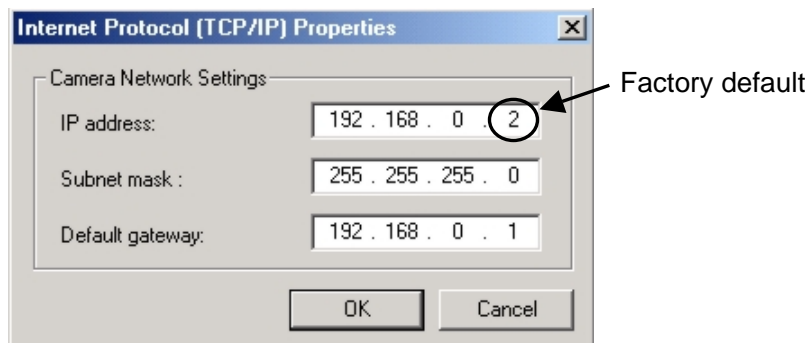 Internet Protocol (TCP/IP) Properties
Camera Network Settings
Factory default
IP address:
192 . 168 . 0 . 2
Subnet mask :
255 . 255 . 255 . 0
Default gateway:
192 . 168 . 0 . 1
OK
Cancel